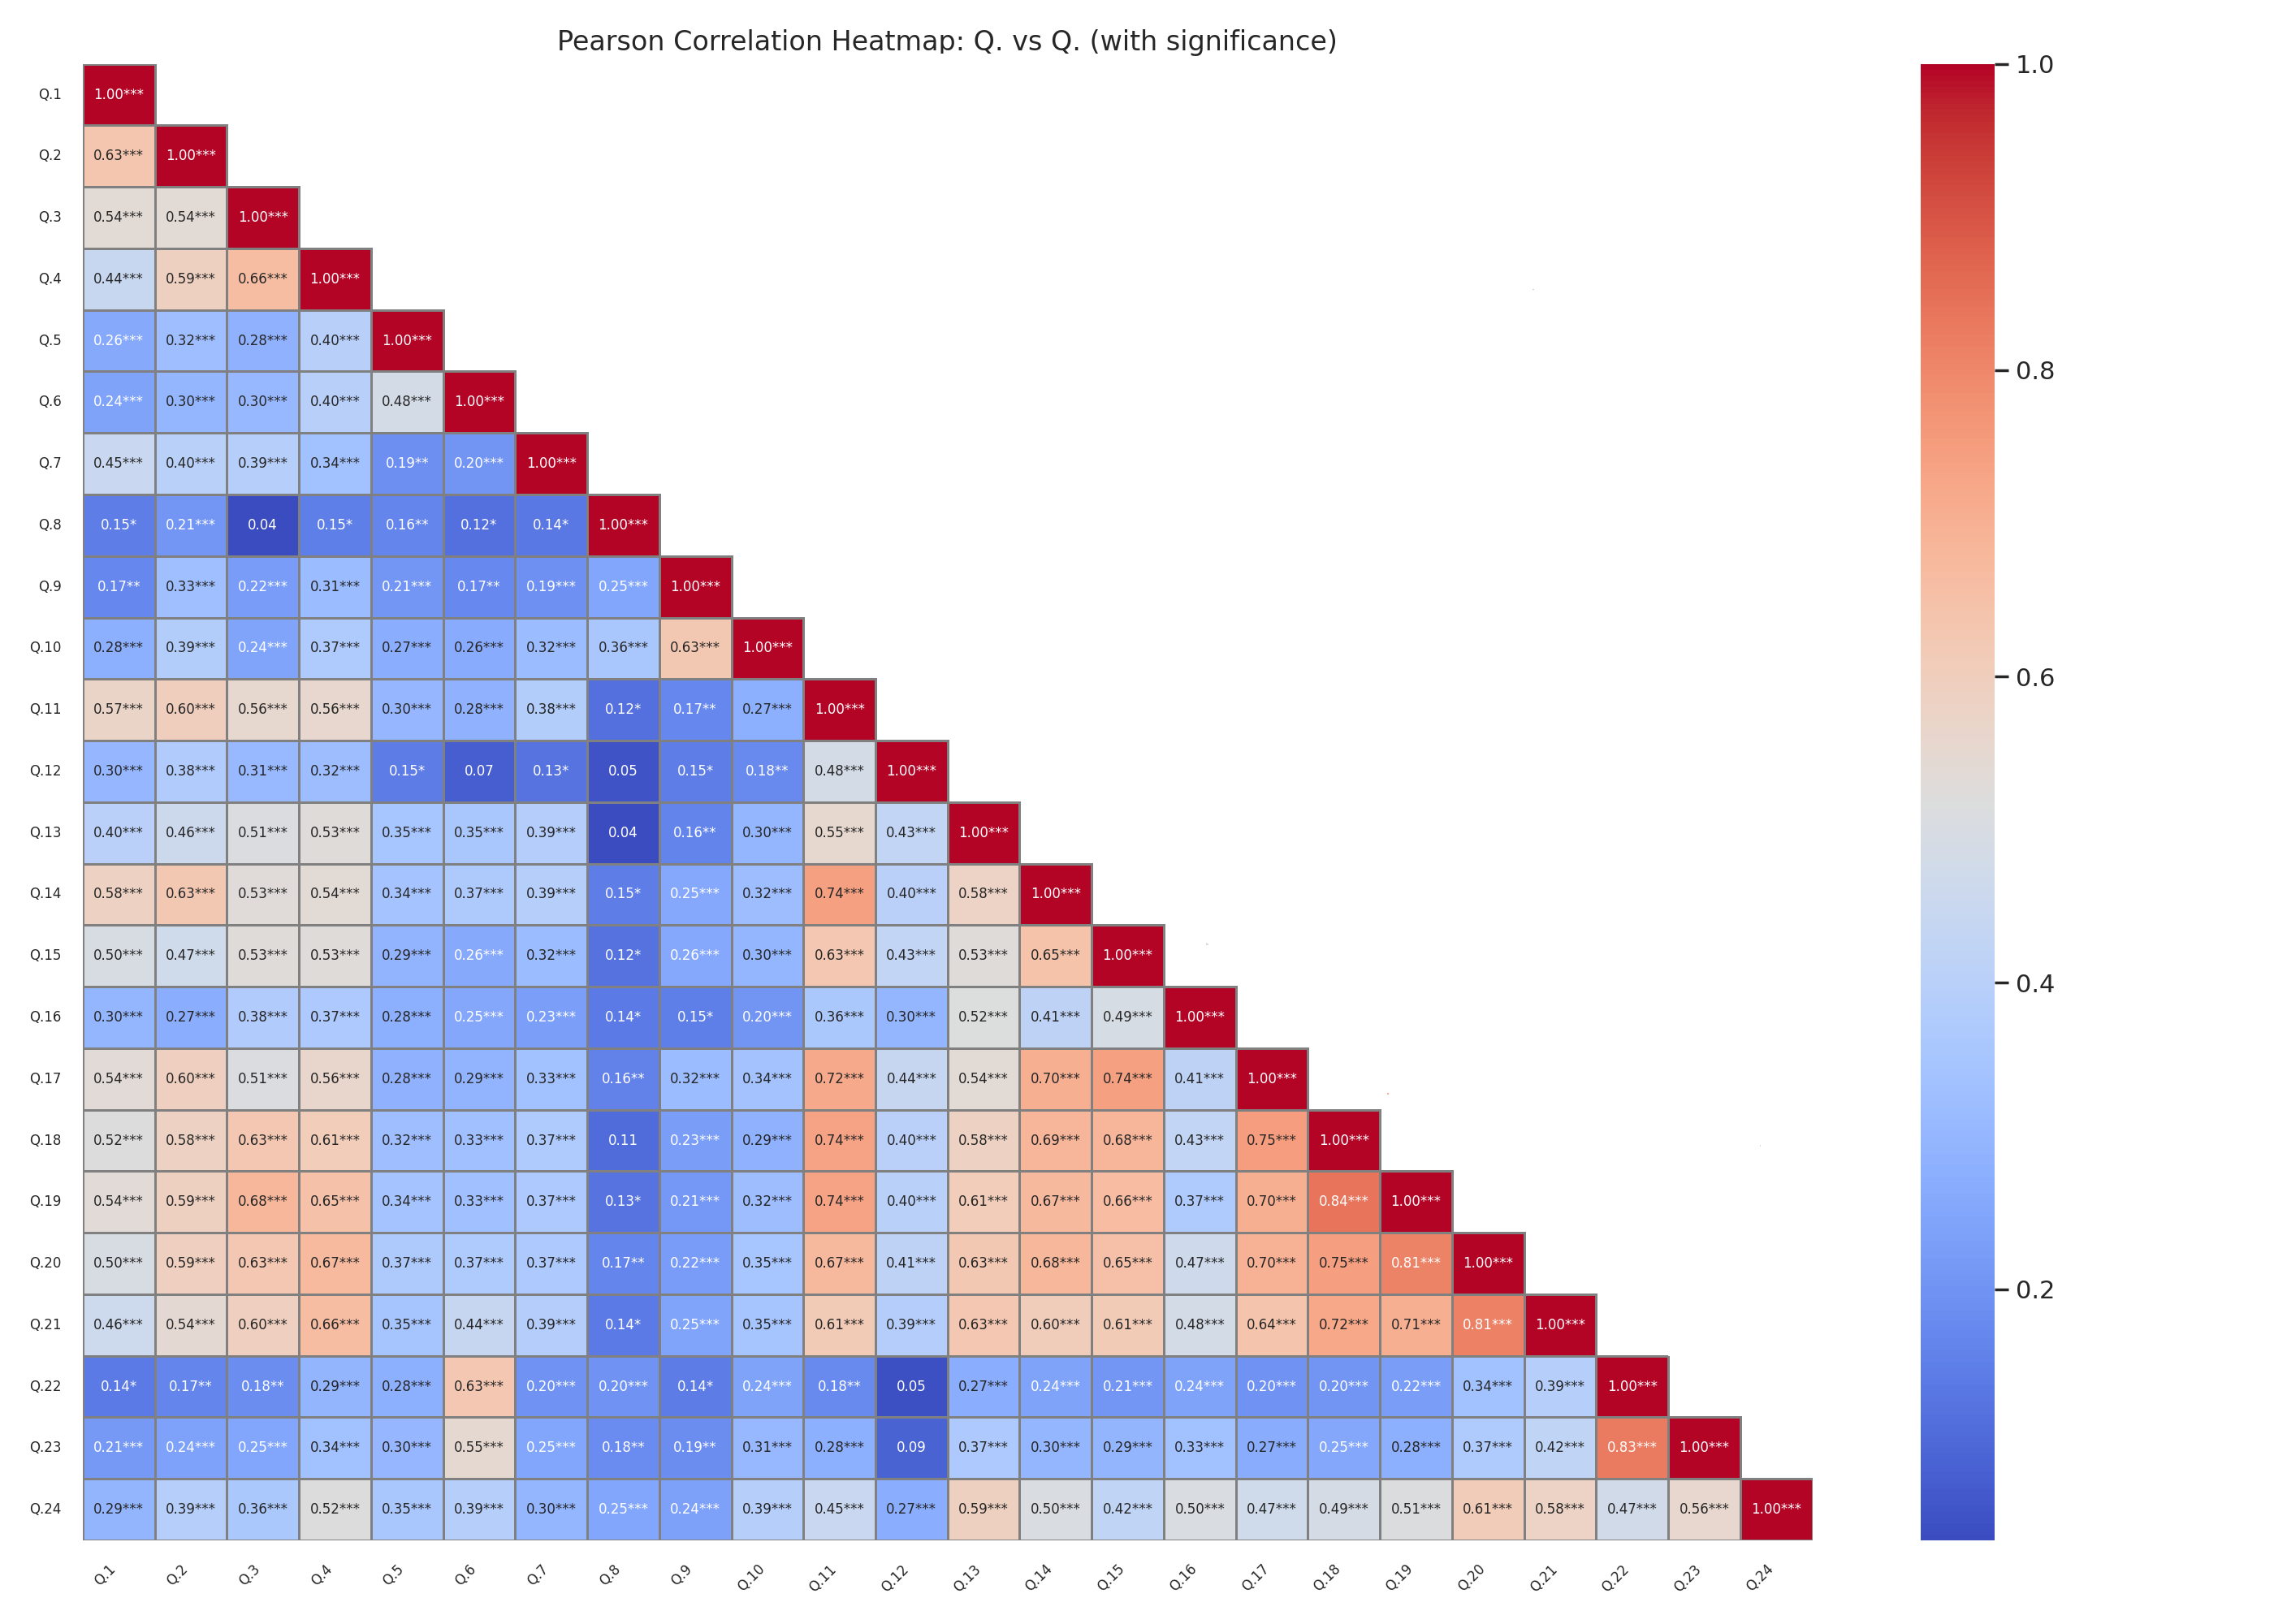 Pearson Correlation Heatmap: Q. vs Q. (with significance)
Q.1 1.00***
Q.2 0.63*** 1.00***
Q.3 0.54*** 0.54*** 1.00***
Q.4 0.44*** 0.59*** 0.66*** 1.00***
Q.5 0.26*** 0.32*** 0.28*** 0.40*** 1.00***
Q.6 0.24*** 0.30*** 0.30*** 0.40*** 0.48*** 1.00***
Q.7 0.45*** 0.40*** 0.39*** 0.34*** 0.19** 0.20*** 1.00***
Q.8 0.15* 0.21*** 0.04 0.15* 0.16** 0.12* 0.14* 1.00***
Q.9 0.17** 0.33*** 0.22*** 0.31*** 0.21*** 0.17** 0.19*** 0.25*** 1.00***
Q.10 0.28*** 0.39*** 0.24*** 0.37*** 0.27*** 0.26*** 0.32*** 0.36*** 0.63*** 1.00***
Q.11 0.57*** 0.60*** 0.56*** 0.56*** 0.30*** 0.28*** 0.38*** 0.12* 0.17** 0.27*** 1.00***
Q.12 0.30*** 0.38*** 0.31*** 0.32*** 0.15* 0.07 0.13* 0.05 0.15* 0.18** 0.48*** 1.00***
Q.13 0.40*** 0.46*** 0.51*** 0.53*** 0.35*** 0.35*** 0.39*** 0.04 0.16** 0.30*** 0.55*** 0.43*** 1.00***
Q.14 0.58*** 0.63*** 0.53*** 0.54*** 0.34*** 0.37*** 0.39*** 0.15* 0.25*** 0.32*** 0.74*** 0.40*** 0.58*** 1.00***
Q.15 0.50*** 0.47*** 0.53*** 0.53*** 0.29*** 0.26*** 0.32*** 0.12* 0.26*** 0.30*** 0.63*** 0.43*** 0.53*** 0.65*** 1.00***
Q.16 0.30*** 0.27*** 0.38*** 0.37*** 0.28*** 0.25*** 0.23*** 0.14* 0.15* 0.20*** 0.36*** 0.30*** 0.52*** 0.41*** 0.49*** 1.00***
Q.17 0.54*** 0.60*** 0.51*** 0.56*** 0.28*** 0.29*** 0.33*** 0.16** 0.32*** 0.34*** 0.72*** 0.44*** 0.54*** 0.70*** 0.74*** 0.41*** 1.00***
Q.18 0.52*** 0.58*** 0.63*** 0.61*** 0.32*** 0.33*** 0.37*** 0.11 0.23*** 0.29*** 0.74*** 0.40*** 0.58*** 0.69*** 0.68*** 0.43*** 0.75*** 1.00***
Q.19 0.54*** 0.59*** 0.68*** 0.65*** 0.34*** 0.33*** 0.37*** 0.13* 0.21*** 0.32*** 0.74*** 0.40*** 0.61*** 0.67*** 0.66*** 0.37*** 0.70*** 0.84*** 1.00***
Q.20 0.50*** 0.59*** 0.63*** 0.67*** 0.37*** 0.37*** 0.37*** 0.17** 0.22*** 0.35*** 0.67*** 0.41*** 0.63*** 0.68*** 0.65*** 0.47*** 0.70*** 0.75*** 0.81*** 1.00***
Q.21 0.46*** 0.54*** 0.60*** 0.66*** 0.35*** 0.44*** 0.39*** 0.14* 0.25*** 0.35*** 0.61*** 0.39*** 0.63*** 0.60*** 0.61*** 0.48*** 0.64*** 0.72*** 0.71*** 0.81*** 1.00***
Q.22 0.14* 0.17** 0.18** 0.29*** 0.28*** 0.63*** 0.20*** 0.20*** 0.14* 0.24*** 0.18** 0.05 0.27*** 0.24*** 0.21*** 0.24*** 0.20*** 0.20*** 0.22*** 0.34*** 0.39*** 1.00***
Q.23 0.21*** 0.24*** 0.25*** 0.34*** 0.30*** 0.55*** 0.25*** 0.18** 0.19** 0.31*** 0.28*** 0.09 0.37*** 0.30*** 0.29*** 0.33*** 0.27*** 0.25*** 0.28*** 0.37*** 0.42*** 0.83*** 1.00***
Q.24 0.29*** 0.39*** 0.36*** 0.52*** 0.35*** 0.39*** 0.30*** 0.25*** 0.24*** 0.39*** 0.45*** 0.27*** 0.59*** 0.50*** 0.42*** 0.50*** 0.47*** 0.49*** 0.51*** 0.61*** 0.58*** 0.47*** 0.56*** 1.00***
Q.1 Q.2 Q.3 Q.4 Q.5 Q.6 Q.7 Q.8 Q.9 Q.10 Q.11 Q.12 Q.13 Q.14 Q.15 Q.16 Q.17 Q.18 Q.19 Q.20 Q.21 Q.22 Q.23 Q.24
1.0
0.8
0.6
0.4
0.2